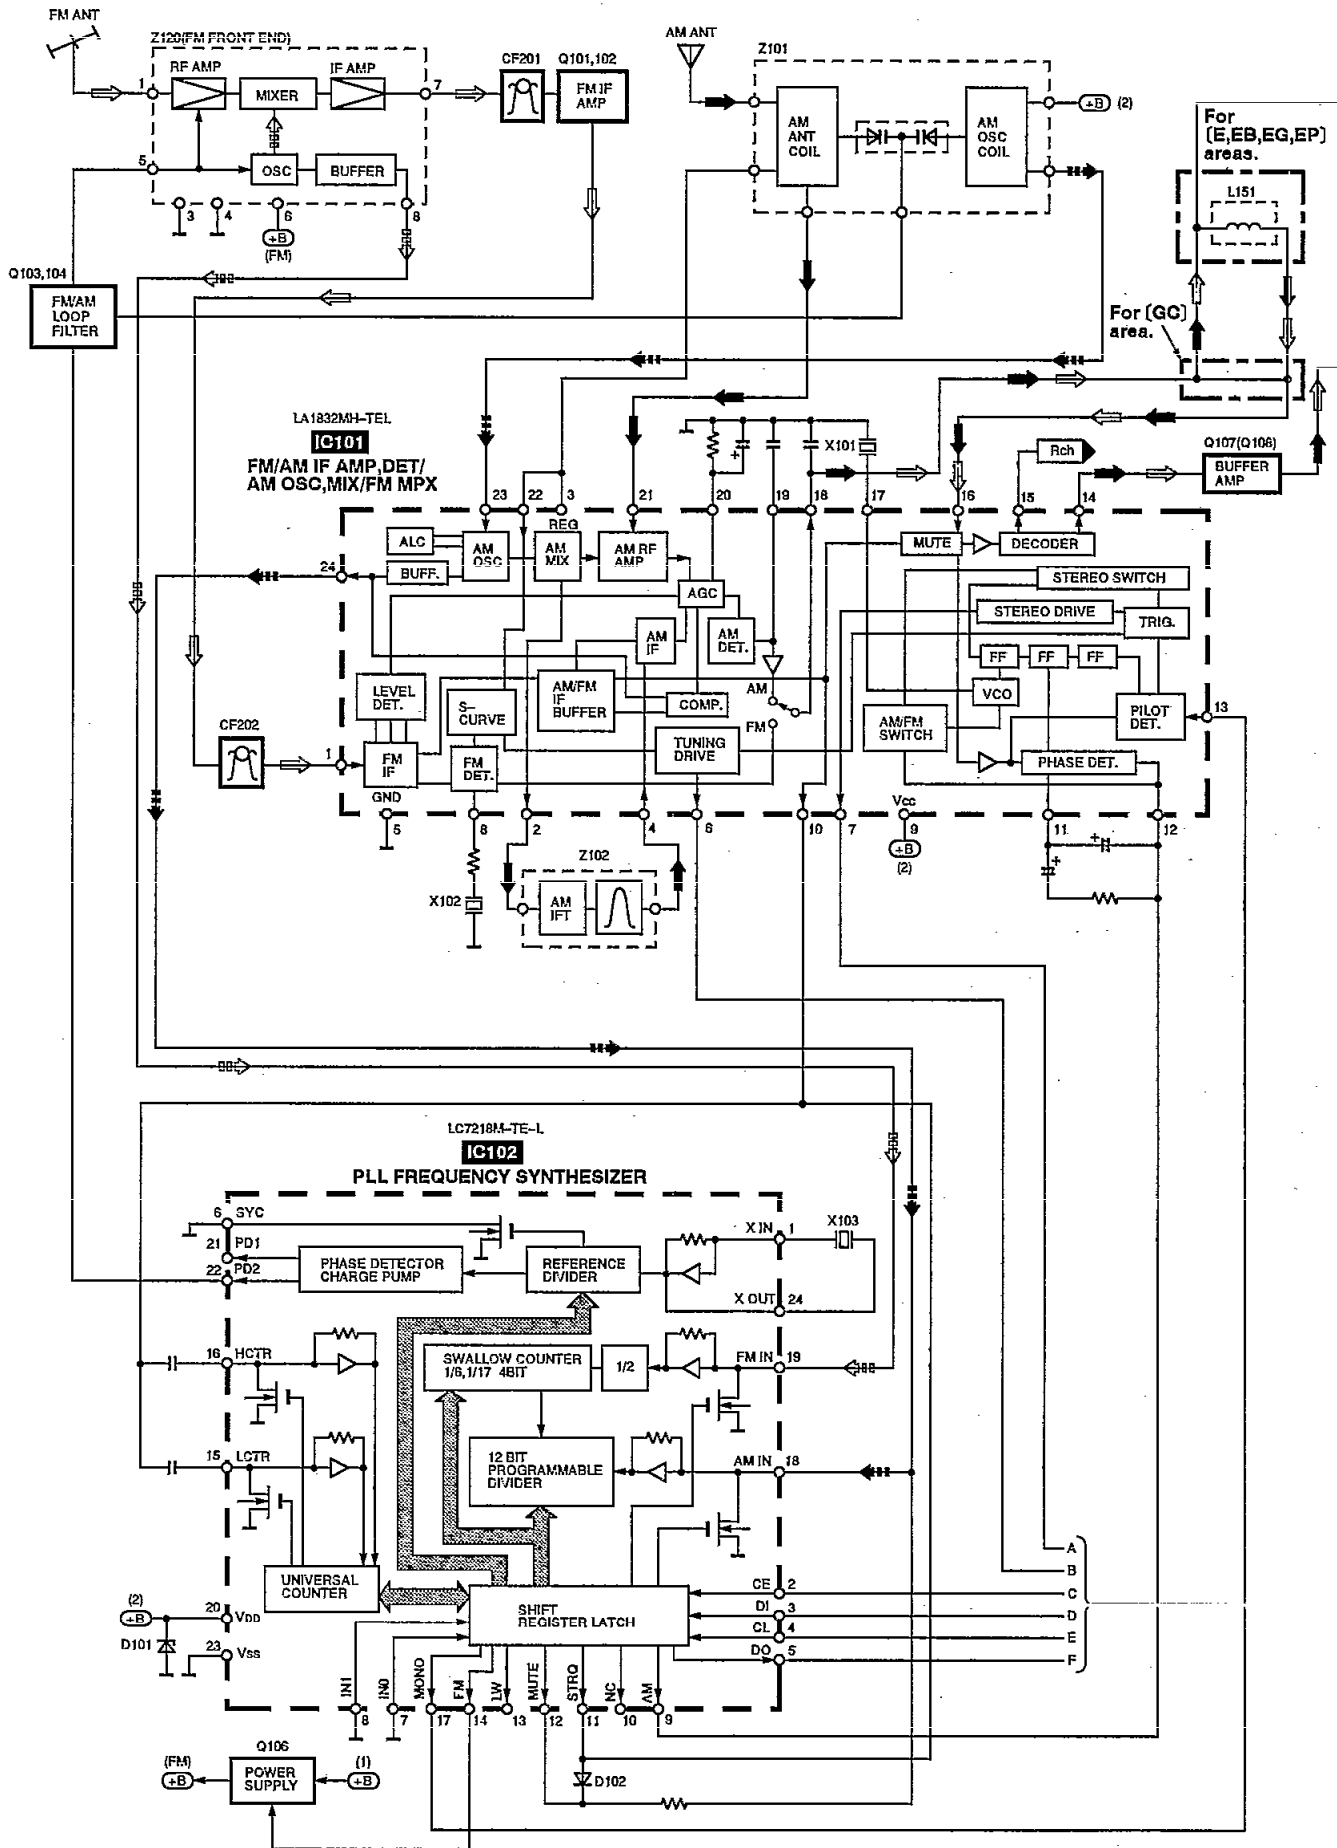 FM ANT
Z120(FM FRONT END)
RF AMP
IF AMP
MIXER
OSC
BUFFER
1
7
5
3
4
6
8
+B
(FM)
CF201
Q101,102
FM IF
AMP
AM ANT
Z101
AM
ANT
COIL
AM
OSC
COIL
+B
(2)
For
[E,EB,EG,EP]
areas.
L151
For [GC]
area.
Q103,104
FM/AM
LOOP
FILTER
LA1832MH-TEL
IC101
FM/AM IF AMP,DET/
AM OSC,MIX/FM MPX
X101
Rch
Q107(Q108)
BUFFER
AMP
23
22
3
21
20
19
18
17
16
15
14
REG
ALC
AM
OSC
AM
MIX
AM RF
AMP
MUTE
DECODER
24
BUFF.
AGC
STEREO SWITCH
STEREO DRIVE
TRIG.
AM
IF
AM
DET.
FF
FF
FF
LEVEL
DET.
S-
CURVE
AM/FM
IF
BUFFER
COMP.
AM
FM
VCO
AM/FM
SWITCH
PILOT
DET.
13
CF202
1
FM
IF
FM
DET.
TUNING
DRIVE
PHASE DET.
GND
Vcc
5
8
2
4
6
10
7
9
11
12
+B
(2)
X102
Z102
AM
IFT
+
+
+
LC7218M-TE-L
IC102
PLL FREQUENCY SYNTHESIZER
6
SYC
21
PD1
22
PD2
PHASE DETECTOR
CHARGE PUMP
REFERENCE
DIVIDER
X IN
1
X103
X OUT
24
16
HCTR
SWALLOW COUNTER
1/6,1/17 4BIT
1/2
FM IN
19
15
LCTR
12 BIT
PROGRAMMABLE
DIVIDER
AM IN
18
UNIVERSAL
COUNTER
SHIFT
REGISTER LATCH
CE
2
DI
3
CL
4
DO
5
A
B
C
D
E
F
(2)
+B
20
VDD
D101
23
Vss
IN1
IN0
MONO
FM
LW
MUTE
STRQ
NC
AM
8
7
17
14
13
12
11
10
9
Q106
(FM)
+B
POWER
SUPPLY
(1)
+B
D102